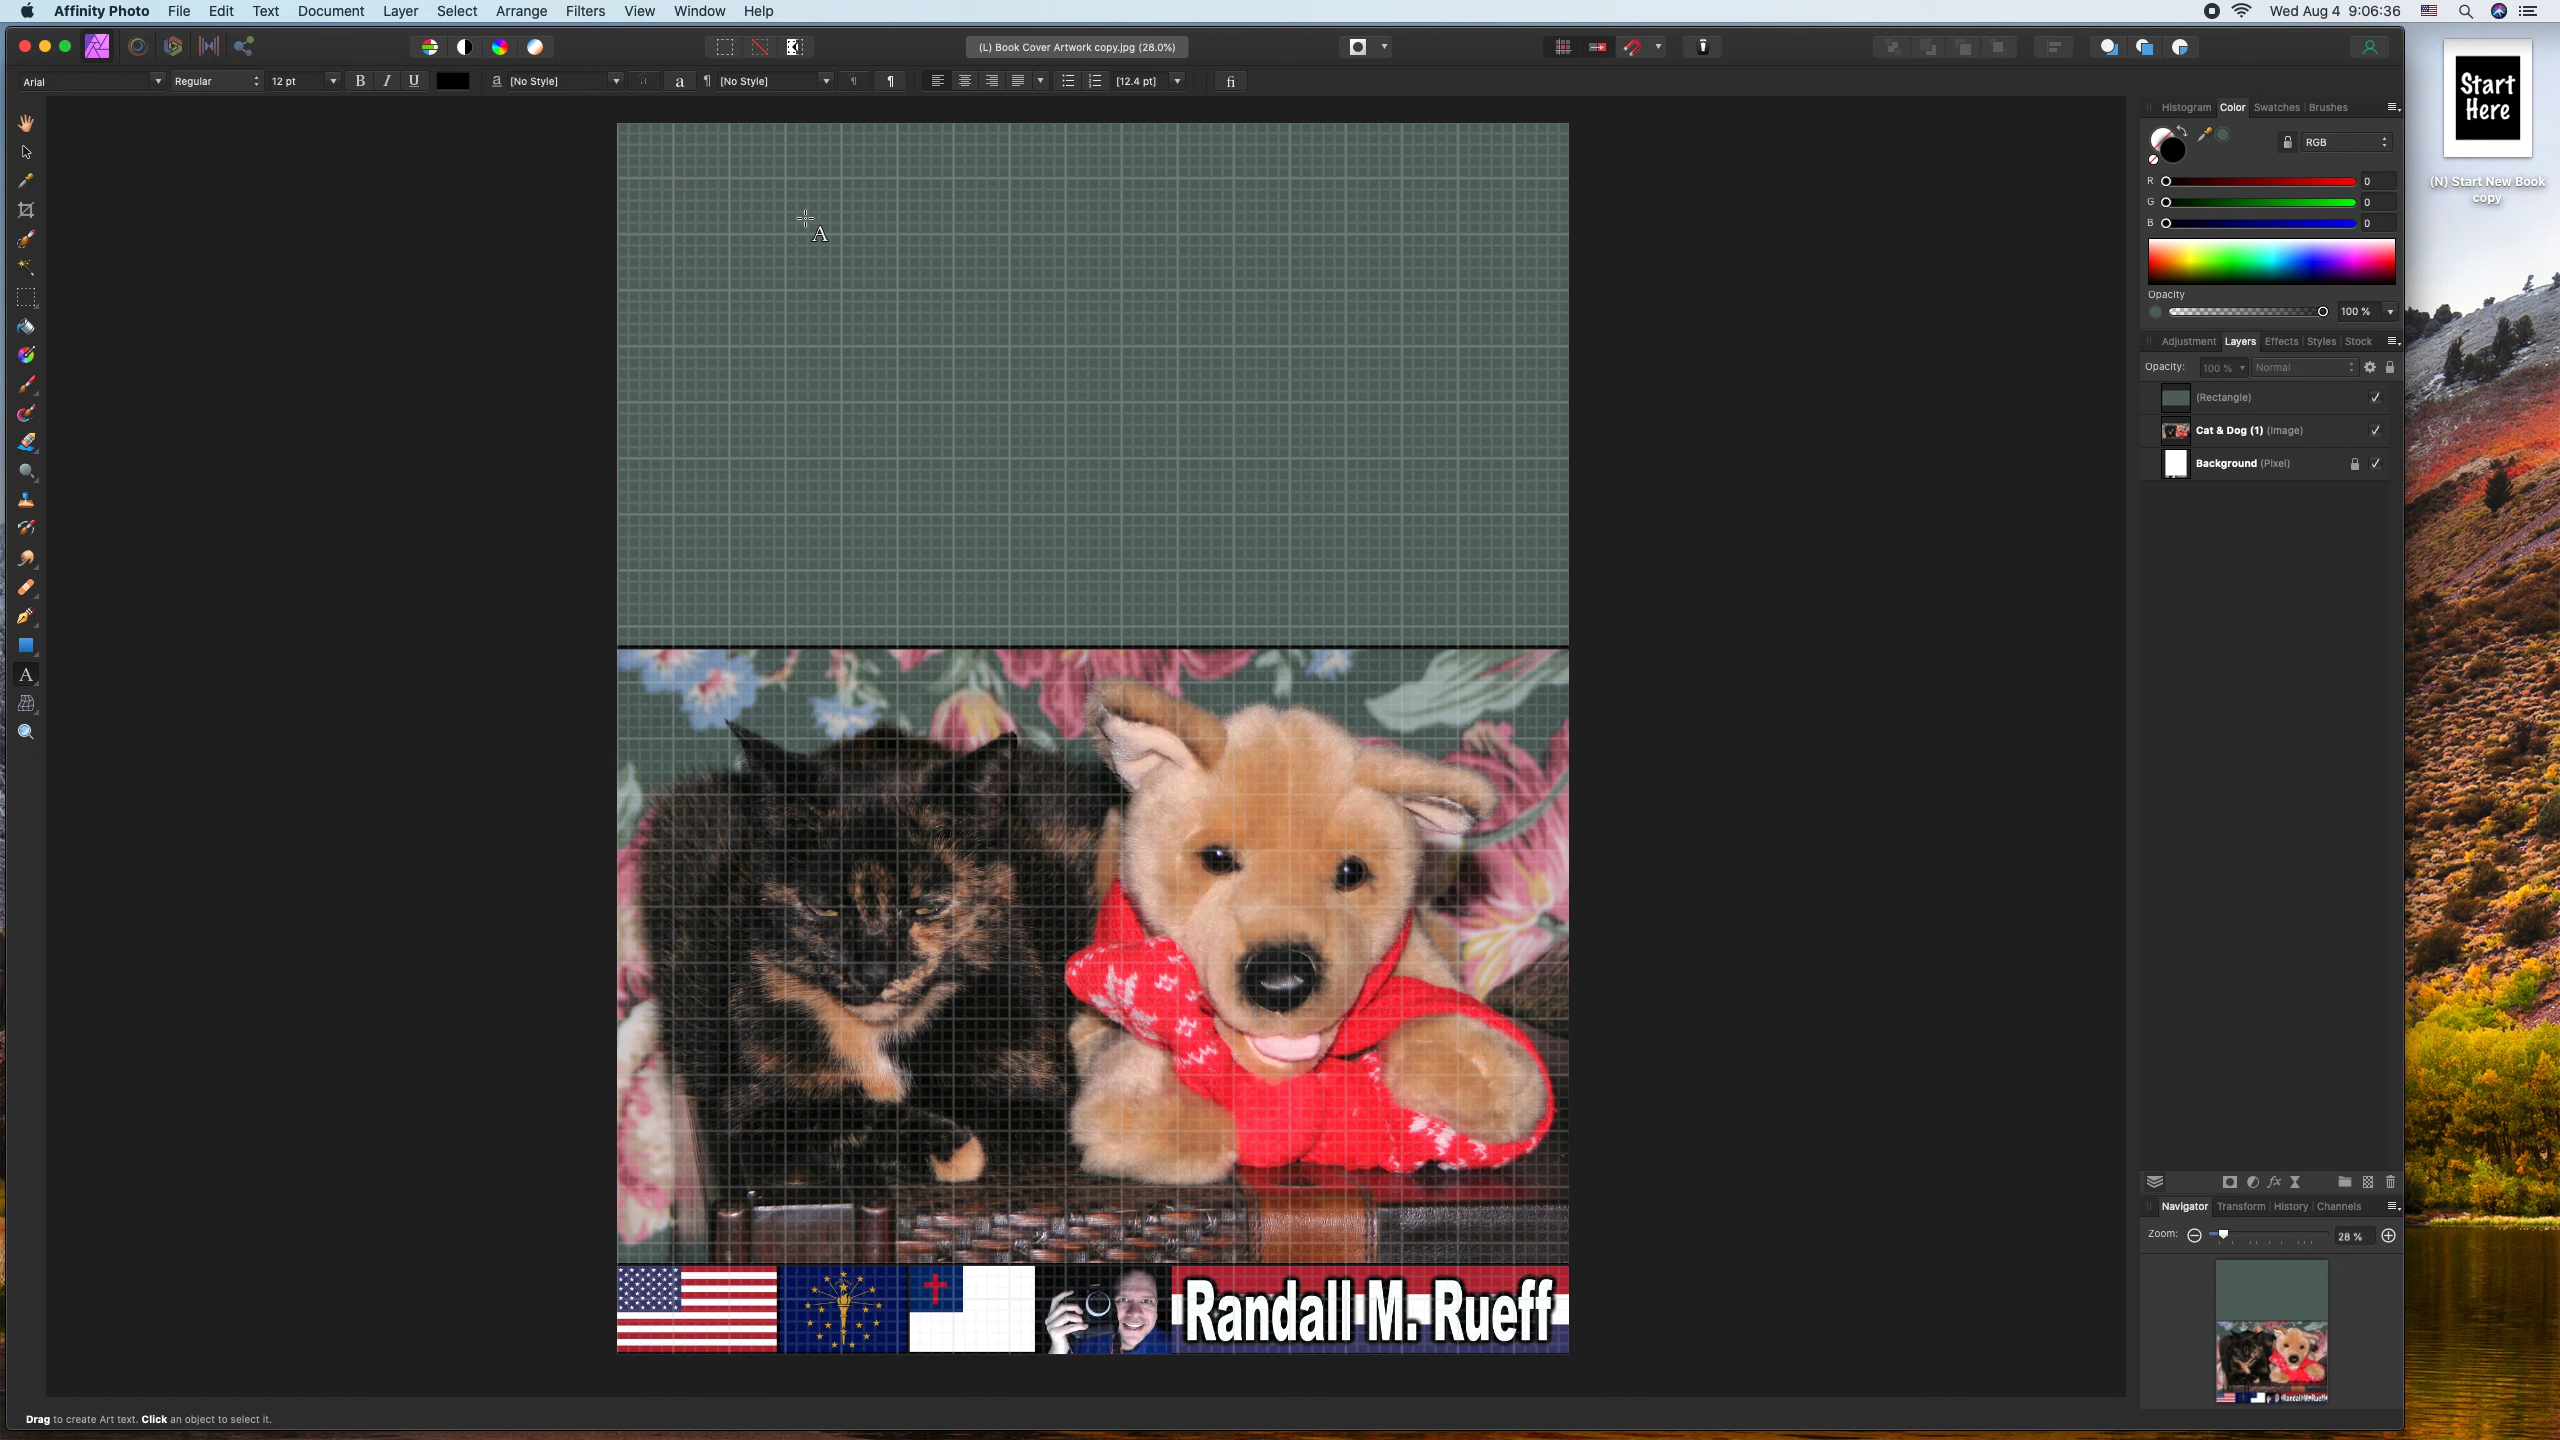 Affinity Photo File Edit Text Document Layer Select Arrange Filters View Window Help
Wed Aug 4 9:06:36
(L) Book Cover Artwork copy.jpg (28.0%)
Arial Regular 12 pt B I U a [No Style] a ¶ [No Style] ¶ ¶ [12.4 pt] fi
Start
Here
(N) Start New Book
copy
Histogram Color Swatches Brushes
RGB
R 0
G 0
B 0
Opacity
100 %
Adjustment Layers Effects Styles Stock
Opacity: 100 % Normal
(Rectangle)
Cat & Dog (1) (Image)
Background (Pixel)
A
A
fx
Navigator Transform History Channels
Zoom: 28 %
Randall M. Rueff
Randall M. Rueff
Drag to create Art text. Click an object to select it.